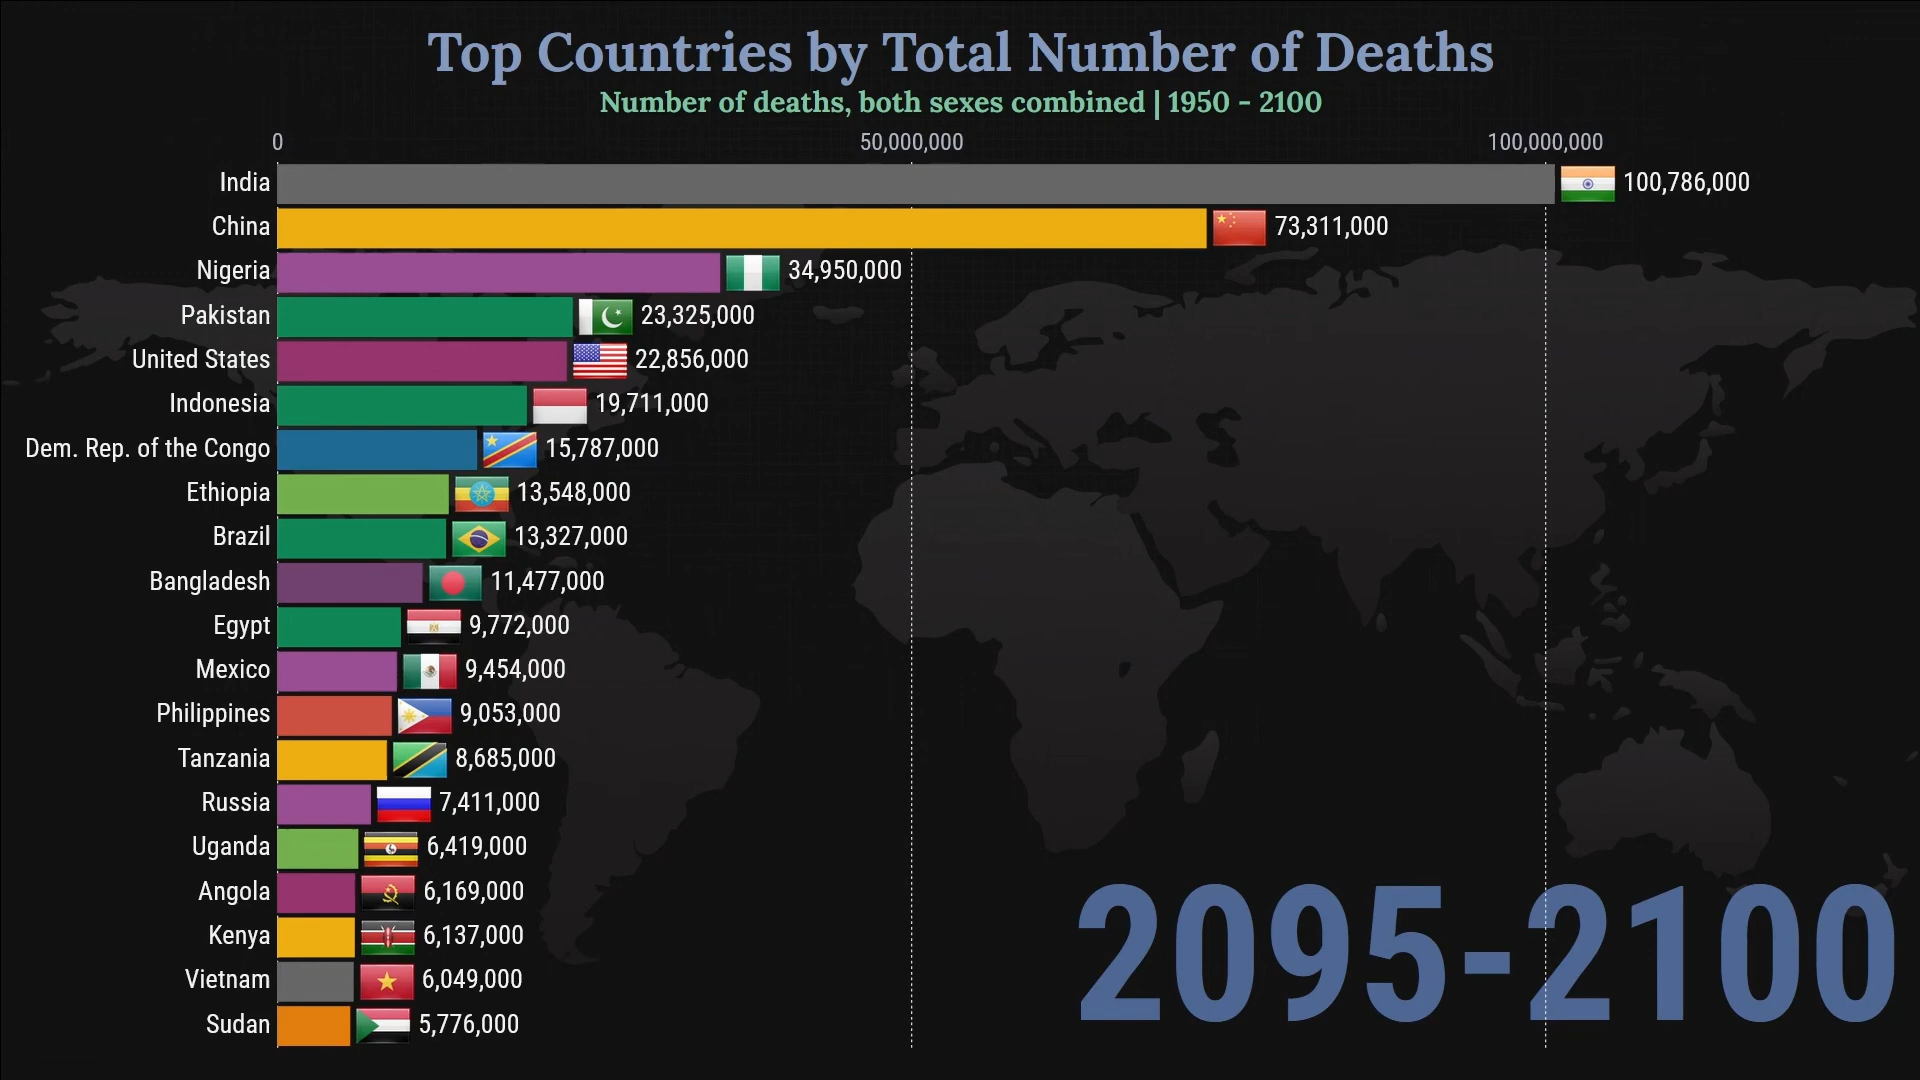 Top Countries by Total Number of Deaths
Number of deaths, both sexes combined | 1950 - 2100
0 50,000,000 100,000,000
India 100,786,000
China 73,311,000
Nigeria 34,950,000
Pakistan 23,325,000
United States 22,856,000
Indonesia 19,711,000
Dem. Rep. of the Congo 15,787,000
Ethiopia 13,548,000
Brazil 13,327,000
Bangladesh 11,477,000
Egypt 9,772,000
Mexico 9,454,000
Philippines 9,053,000
Tanzania 8,685,000
Russia 7,411,000
Uganda 6,419,000
Angola 6,169,000
Kenya 6,137,000
Vietnam 6,049,000
Sudan 5,776,000
2095-2100